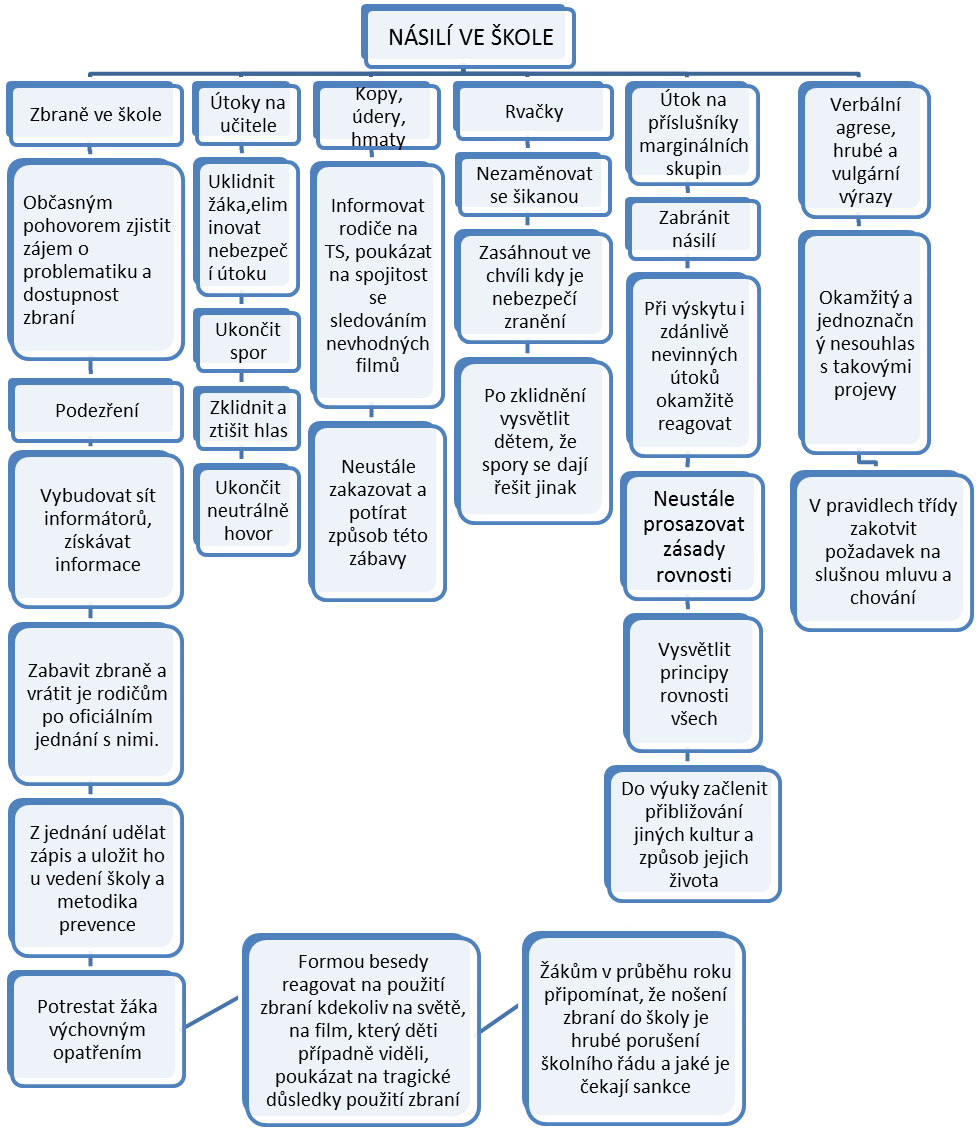 NÁSILÍ VE ŠKOLE
Zbraně ve škole
Občasným
pohovorem zjistit
zájem o
problematiku a
dostupnost
zbraní
Podezření
Vybudovat sít
informátorů,
získávat
informace
Zabavit zbraně a
vrátit je rodičům
po oficiálním
jednání s nimi.
Z jednání udělat
zápis a uložit ho
u vedení školy a
metodika
prevence
Potrestat žáka
výchovným
opatřením
Formou besedy
reagovat na použití
zbraní kdekoliv na světě,
na film, který děti
případně viděli,
poukázat na tragické
důsledky použití zbraní
Žákům v průběhu roku
připomínat, že nošení
zbraní do školy je
hrubé porušení
školního řádu a jaké je
čekají sankce
Útoky na
učitele
Uklidnit
žáka,elim
inovat
nebezpeč
í útoku
Ukončit
spor
Zklidnit a
ztišit hlas
Ukončit
neutrálně
hovor
Kopy,
údery,
hmaty
Informovat
rodiče na
TS, poukázat
na spojitost
se
sledováním
nevhodných
filmů
Neustále
zakazovat a
potírat
způsob této
zábavy
Rvačky
Nezaměnovat
se šikanou
Zasáhnout ve
chvíli kdy je
nebezpečí
zranění
Po zklidnění
vysvětlit
dětem, že
spory se dají
řešit jinak
Útok na
příslušníky
marginálních
skupin
Zabránit
násilí
Při výskytu i
zdánlivě
nevinných
útoků
okamžitě
reagovat
Neustále
prosazovat
zásady
rovnosti
Vysvětlit
principy
rovnosti
všech
Do výuky začlenit
přibližování
jiných kultur a
způsob jejich
života
Verbální
agrese,
hrubé a
vulgární
výrazy
Okamžitý a
jednoznačn
ý nesouhlas
s takovými
projevy
V pravidlech třídy
zakotvit
požadavek na
slušnou mluvu a
chování